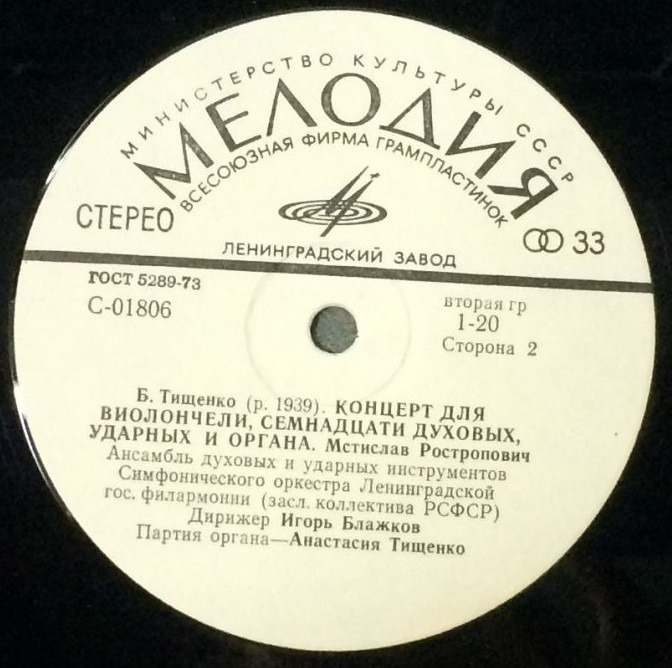 МИНИСТЕРСТВО КУЛЬТУРЫ СССР
МЕЛОДИЯ
ВСЕСОЮЗНАЯ ФИРМА ГРАМПЛАСТИНОК
СТЕРЕО
33
ЛЕНИНГРАДСКИЙ ЗАВОД
ГОСТ 5289-73
С-01806
вторая гр
1-20
Сторона 2
Б. Тищенко (р. 1939). КОНЦЕРТ ДЛЯ
ВИОЛОНЧЕЛИ, СЕМНАДЦАТИ ДУХОВЫХ,
УДАРНЫХ И ОРГАНА. Мстислав Ростропович
Ансамбль духовых и ударных инструментов
Симфонического оркестра Ленинградской
гос. филармонии (засл. коллектива РСФСР)
Дирижер Игорь Блажков
Партия органа—Анастасия Тищенко